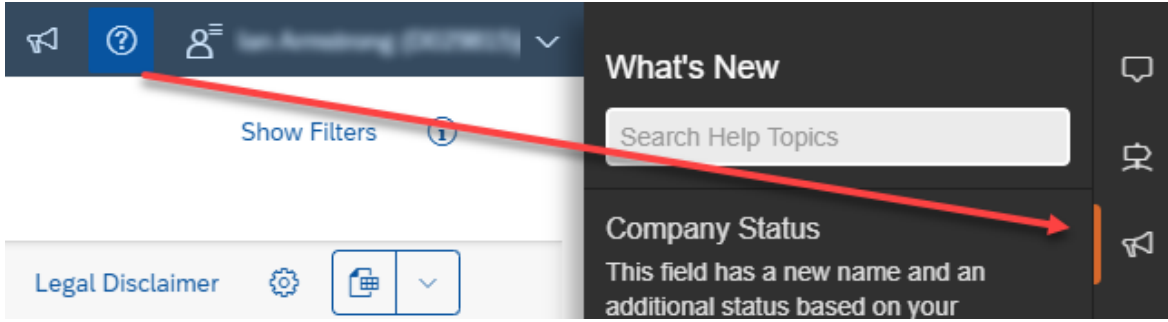 What's New
Search Help Topics
Show Filters
Company Status
This field has a new name and an
additional status based on your
Legal Disclaimer